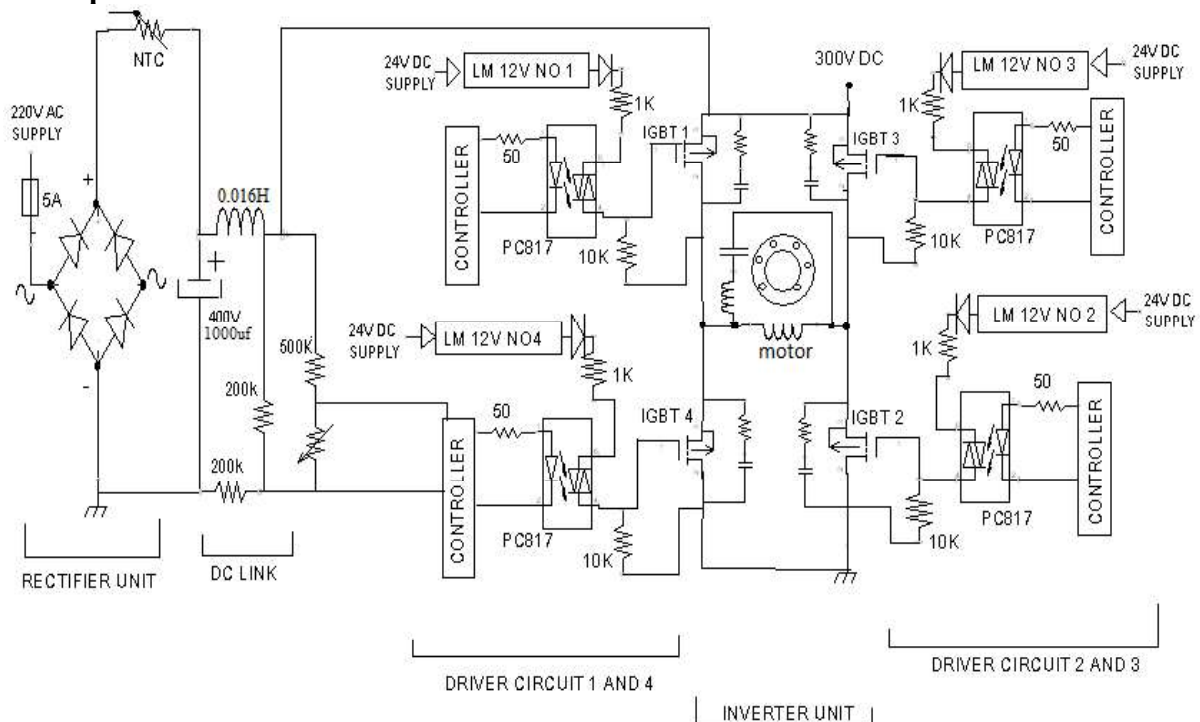 NTC
220V AC
SUPPLY
5A
+
-
0.016H
+
400V
1000uf
500K
200K
200K
RECTIFIER UNIT
DC LINK
24V DC
SUPPLY
LM 12V NO 1
1K
50
CONTROLLER
PC817
10K
IGBT 1
300V DC
IGBT 3
LM 12V NO 3
24V DC
SUPPLY
1K
50
CONTROLLER
PC817
10K
motor
24V DC
SUPPLY
LM 12V NO4
1K
50
CONTROLLER
PC817
10K
IGBT 4
IGBT 2
LM 12V NO 2
24V DC
SUPPLY
1K
50
CONTROLLER
PC817
10K
DRIVER CIRCUIT 1 AND 4
DRIVER CIRCUIT 2 AND 3
INVERTER UNIT